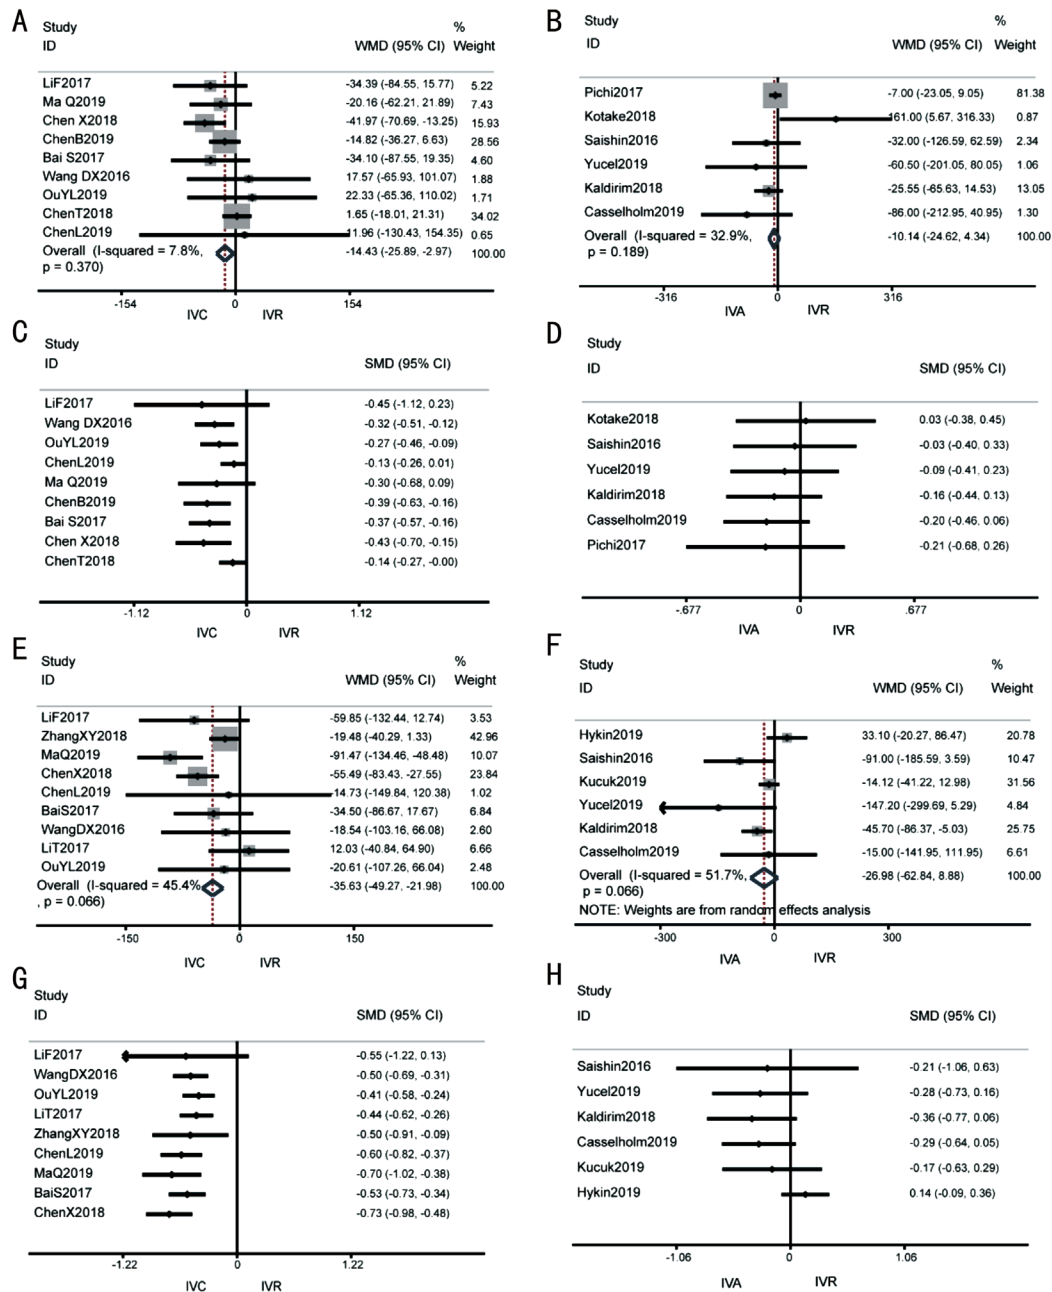 A
Study %
ID WMD (95% CI) Weight
LiF2017 -34.39 (-84.55, 15.77) 5.22
Ma Q2019 -20.16 (-62.21, 21.89) 7.43
Chen X2018 -41.97 (-70.69, -13.25) 15.93
ChenB2019 -14.82 (-36.27, 6.63) 28.56
Bai S2017 -34.10 (-87.55, 19.35) 4.60
Wang DX2016 17.57 (-65.93, 101.07) 1.88
OuYL2019 22.33 (-65.36, 110.02) 1.71
ChenT2018 1.65 (-18.01, 21.31) 34.02
ChenL2019 11.96 (-130.43, 154.35) 0.65
Overall (I-squared = 7.8%, -14.43 (-25.89, -2.97) 100.00
p = 0.370)
-154 0 154
IVC IVR
B
Study %
ID WMD (95% CI) Weight
Pichi2017 -7.00 (-23.05, 9.05) 81.38
Kotake2018 161.00 (5.67, 316.33) 0.87
Saishin2016 -32.00 (-126.59, 62.59) 2.34
Yucel2019 -60.50 (-201.05, 80.05) 1.06
Kaldirim2018 -25.55 (-65.63, 14.53) 13.05
Casselholm2019 -86.00 (-212.95, 40.95) 1.30
Overall (I-squared = 32.9%, -10.14 (-24.62, 4.34) 100.00
p = 0.189)
-316 0 316
IVA IVR
C
Study
ID SMD (95% CI)
LiF2017 -0.45 (-1.12, 0.23)
Wang DX2016 -0.32 (-0.51, -0.12)
OuYL2019 -0.27 (-0.46, -0.09)
ChenL2019 -0.13 (-0.26, 0.01)
Ma Q2019 -0.30 (-0.68, 0.09)
ChenB2019 -0.39 (-0.63, -0.16)
Bai S2017 -0.37 (-0.57, -0.16)
Chen X2018 -0.43 (-0.70, -0.15)
ChenT2018 -0.14 (-0.27, -0.00)
-1.12 0 1.12
IVC IVR
D
Study
ID SMD (95% CI)
Kotake2018 0.03 (-0.38, 0.45)
Saishin2016 -0.03 (-0.40, 0.33)
Yucel2019 -0.09 (-0.41, 0.23)
Kaldirim2018 -0.16 (-0.44, 0.13)
Casselholm2019 -0.20 (-0.46, 0.06)
Pichi2017 -0.21 (-0.68, 0.26)
-.677 0 .677
IVA IVR
E
Study %
ID WMD (95% CI) Weight
LiF2017 -59.85 (-132.44, 12.74) 3.53
ZhangXY2018 -19.48 (-40.29, 1.33) 42.96
MaQ2019 -91.47 (-134.46, -48.48) 10.07
ChenX2018 -55.49 (-83.43, -27.55) 23.84
ChenL2019 -14.73 (-149.84, 120.38) 1.02
BaiS2017 -34.50 (-86.67, 17.67) 6.84
WangDX2016 -18.54 (-103.16, 66.08) 2.60
LiT2017 12.03 (-40.84, 64.90) 6.66
OuYL2019 -20.61 (-107.26, 66.04) 2.48
Overall (I-squared = 45.4% -35.63 (-49.27, -21.98) 100.00
, p = 0.066)
-150 0 150
IVC IVR
F
Study %
ID WMD (95% CI) Weight
Hykin2019 33.10 (-20.27, 86.47) 20.78
Saishin2016 -91.00 (-185.59, 3.59) 10.47
Kucuk2019 -14.12 (-41.22, 12.98) 31.56
Yucel2019 -147.20 (-299.69, 5.29) 4.84
Kaldirim2018 -45.70 (-86.37, -5.03) 25.75
Casselholm2019 -15.00 (-141.95, 111.95) 6.61
Overall (I-squared = 51.7%, -26.98 (-62.84, 8.88) 100.00
p = 0.066)
NOTE: Weights are from random effects analysis
-300 0 300
IVA IVR
G
Study
ID SMD (95% CI)
LiF2017 -0.55 (-1.22, 0.13)
WangDX2016 -0.50 (-0.69, -0.31)
OuYL2019 -0.41 (-0.58, -0.24)
LiT2017 -0.44 (-0.62, -0.26)
ZhangXY2018 -0.50 (-0.91, -0.09)
ChenL2019 -0.60 (-0.82, -0.37)
MaQ2019 -0.70 (-1.02, -0.38)
BaiS2017 -0.53 (-0.73, -0.34)
ChenX2018 -0.73 (-0.98, -0.48)
-1.22 0 1.22
IVC IVR
H
Study
ID SMD (95% CI)
Saishin2016 -0.21 (-1.06, 0.63)
Yucel2019 -0.28 (-0.73, 0.16)
Kaldirim2018 -0.36 (-0.77, 0.06)
Casselholm2019 -0.29 (-0.64, 0.05)
Kucuk2019 -0.17 (-0.63, 0.29)
Hykin2019 0.14 (-0.09, 0.36)
-1.06 0 1.06
IVA IVR